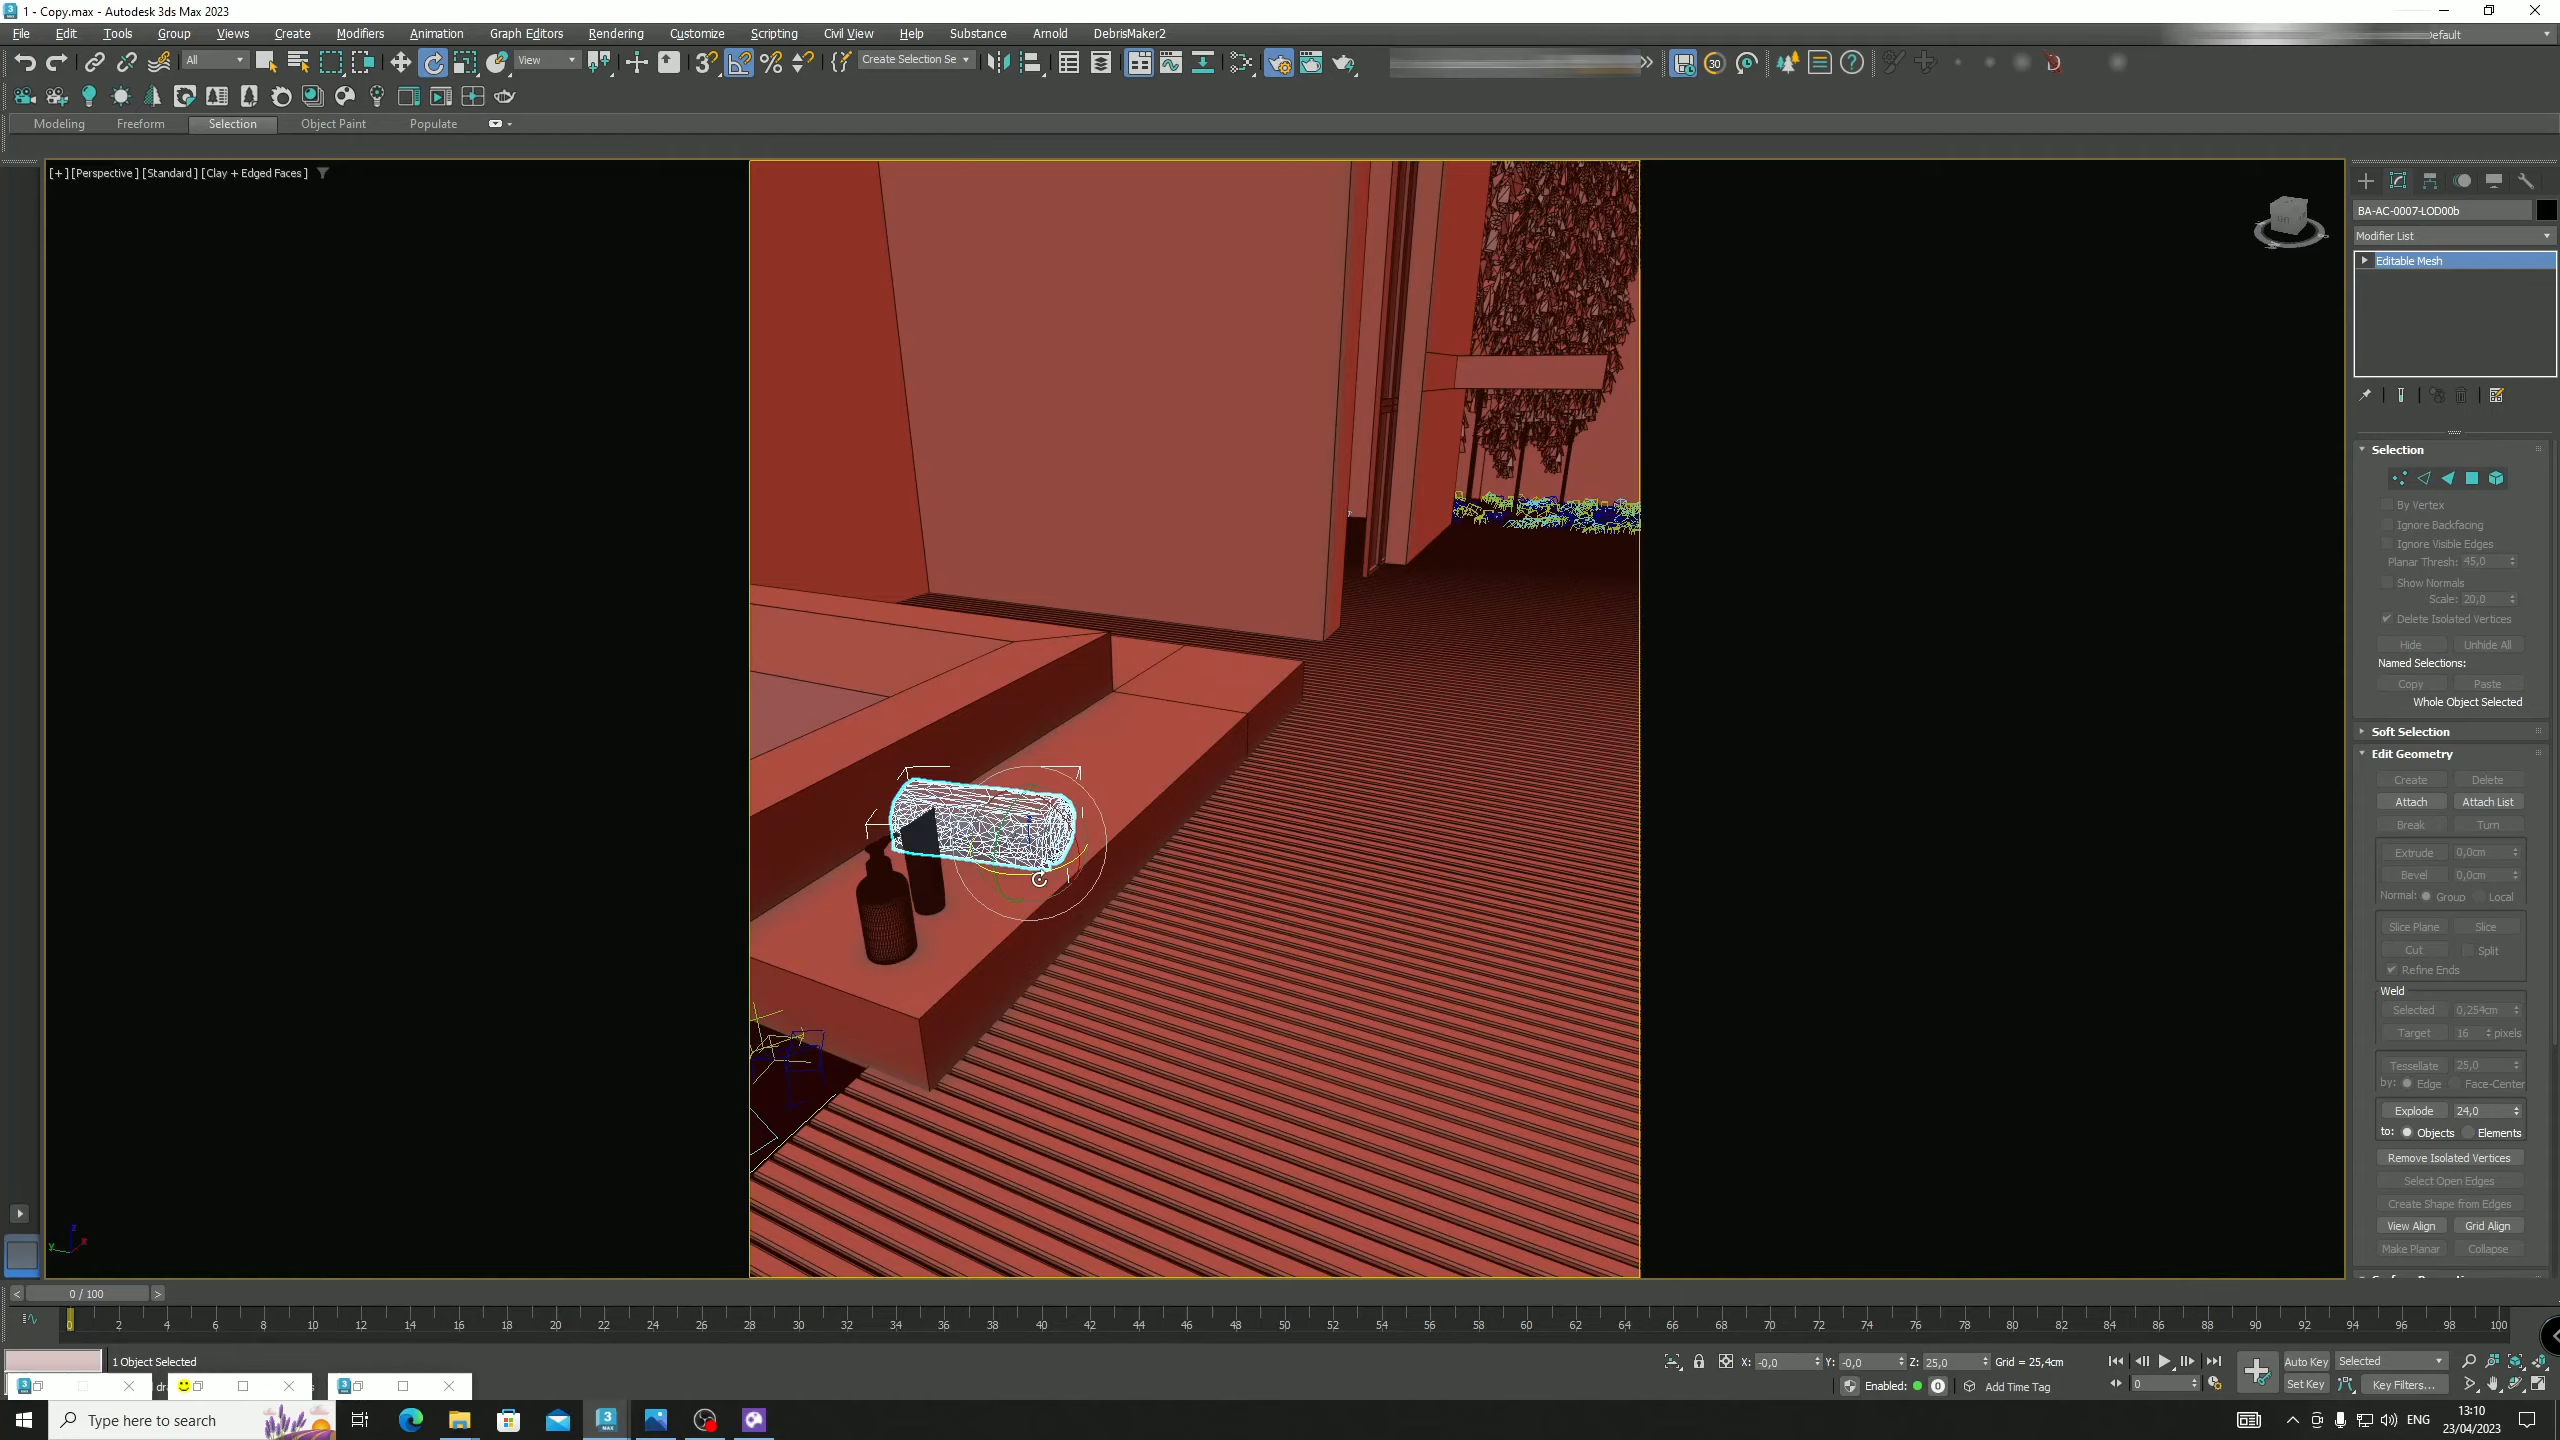 1 - Copy.max - Autodesk 3ds Max 2023
File Edit Tools Group Views Create Modifiers Animation Graph Editors Rendering Customize Scripting Civil View Help Substance Arnold DebrisMaker2
All View Create Selection Se 30
Modeling Freeform Selection Object Paint Populate
[+] [Perspective] [Standard] [Clay + Edged Faces]
BA-AC-0007-LOD00b
Modifier List
Editable Mesh
Selection
By Vertex
Ignore Backfacing
Ignore Visible Edges
Planar Thresh: 45,0
Show Normals
Scale: 20,0
Delete Isolated Vertices
Hide Unhide All
Named Selections:
Copy Paste
Whole Object Selected
Soft Selection
Edit Geometry
Create Delete
Attach Attach List
Break Turn
Extrude 0,0cm
Bevel 0,0cm
Normal: Group Local
Slice Plane Slice
Cut Split
Refine Ends
Weld
Selected 0,254cm
Target 16 pixels
Tessellate 25,0
by: Edge Face-Center
Explode 24,0
to: Objects Elements
Remove Isolated Vertices
Select Open Edges
Create Shape from Edges
View Align Grid Align
Make Planar Collapse
0 / 100
0 2 4 6 8 10 12 14 16 18 20 22 24 26 28 30 32 34 36 38 40 42 44 46 48 50 52 54 56 58 60 62 64 66 68 70 72 74 76 78 80 82 84 86 88 90 92 94 96 98 100
1 Object Selected
X: -0,0 Y: -0,0 Z: 25,0 Grid = 25,4cm
Enabled: 0 Add Time Tag
0
Auto Key Selected
Set Key Key Filters...
Type here to search
ENG
13:10
23/04/2023